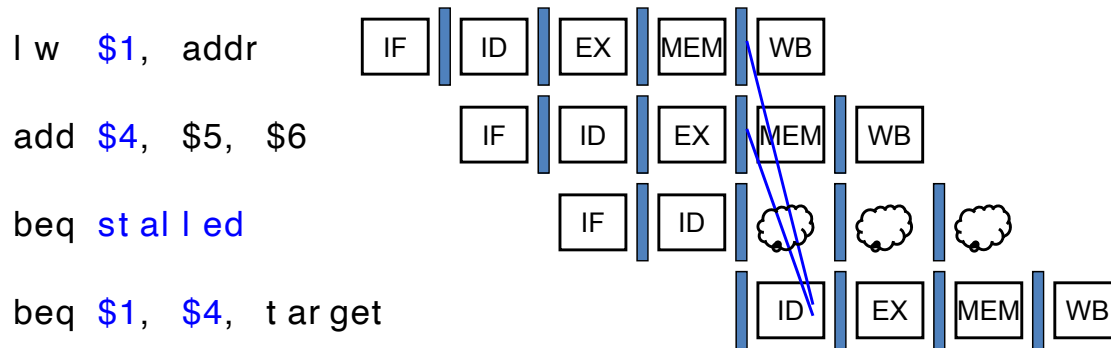 lw $1, addr IF ID EX MEM WB
add $4, $5, $6 IF ID EX MEM WB
beq stalled IF ID
beq $1, $4, target ID EX MEM WB